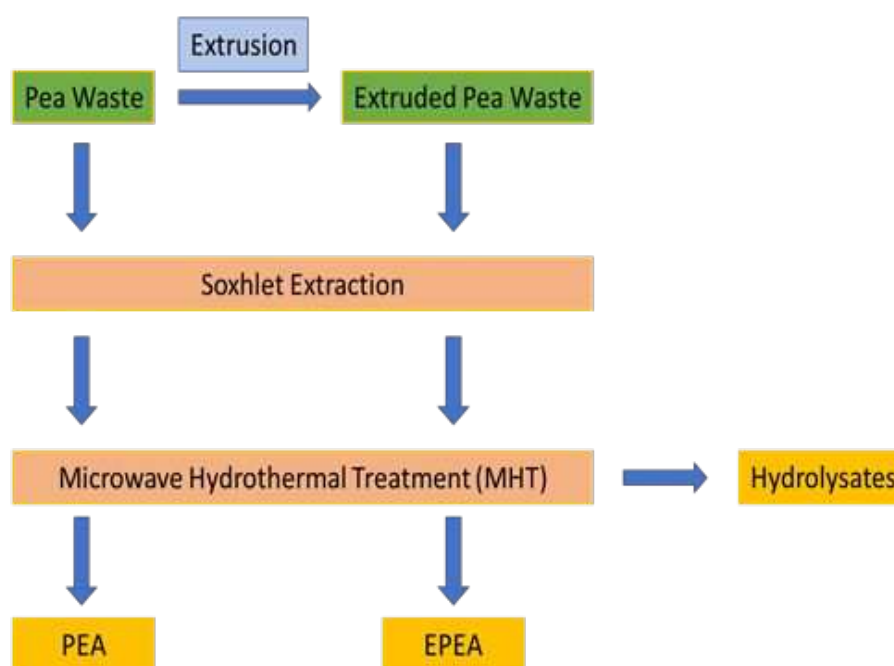 Extrusion
Pea Waste
Extruded Pea Waste
Soxhlet Extraction
Microwave Hydrothermal Treatment (MHT)
Hydrolysates
PEA
EPEA